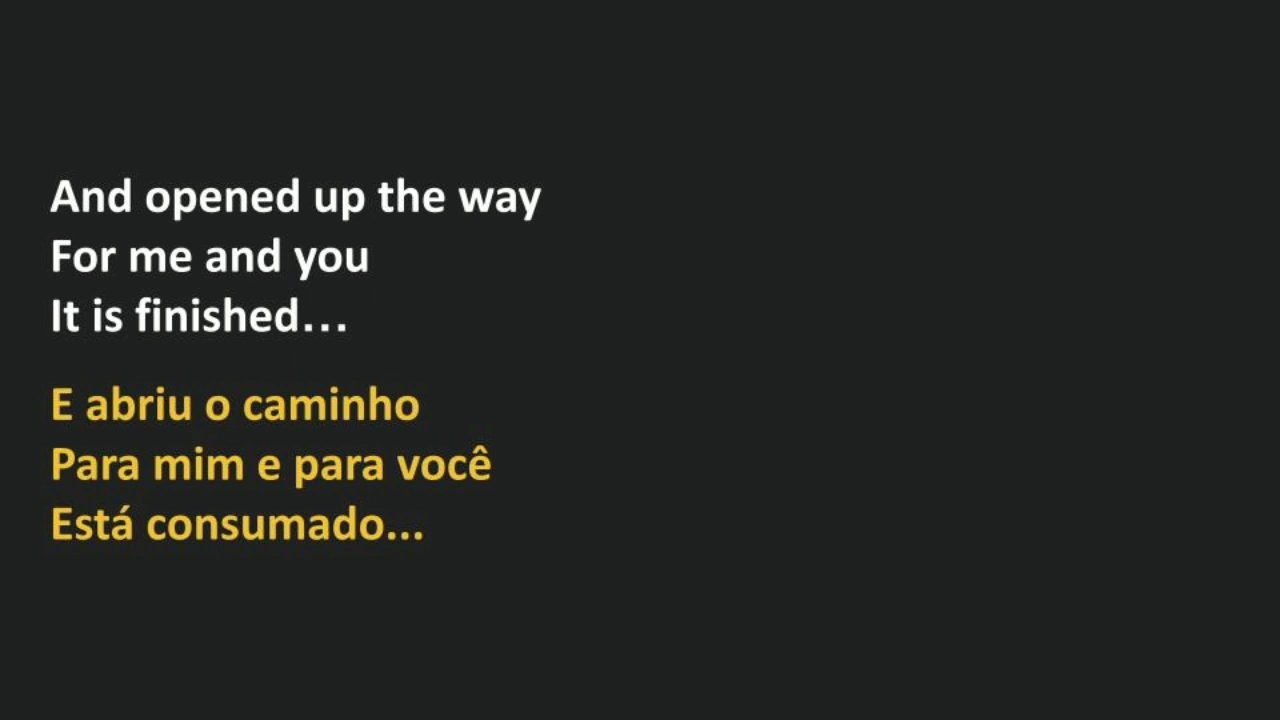 And opened up the way
For me and you
It is finished…
E abriu o caminho
Para mim e para você
Está consumado...